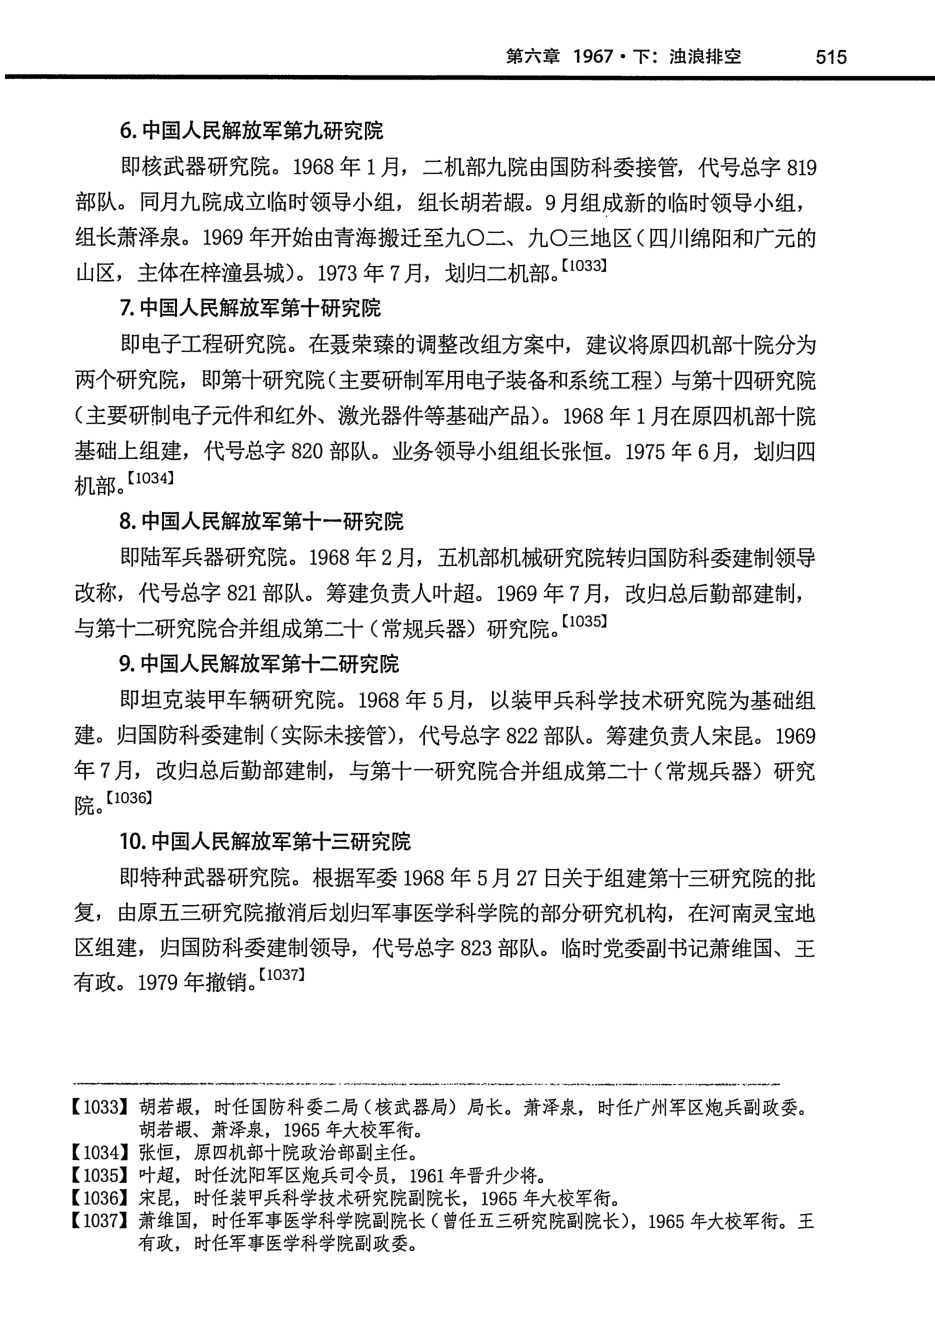 第六章 1967·下：浊浪排空 515
6. 中国人民解放军第九研究院
即核武器研究院。1968 年 1 月，二机部九院由国防科委接管，代号总字 819
部队。同月九院成立临时领导小组，组长胡若嘏。9 月组成新的临时领导小组，
组长萧泽泉。1969 年开始由青海搬迁至九〇二、九〇三地区（四川绵阳和广元的
山区，主体在梓潼县城）。1973 年 7 月，划归二机部。【1033】
7. 中国人民解放军第十研究院
即电子工程研究院。在聂荣臻的调整改组方案中，建议将原四机部十院分为
两个研究院，即第十研究院（主要研制军用电子装备和系统工程）与第十四研究院
（主要研制电子元件和红外、激光器件等基础产品）。1968 年 1 月在原四机部十院
基础上组建，代号总字 820 部队。业务领导小组组长张恒。1975 年 6 月，划归四
机部。【1034】
8. 中国人民解放军第十一研究院
即陆军兵器研究院。1968 年 2 月，五机部机械研究院转归国防科委建制领导
改称，代号总字 821 部队。筹建负责人叶超。1969 年 7 月，改归总后勤部建制，
与第十二研究院合并组成第二十（常规兵器）研究院。【1035】
9. 中国人民解放军第十二研究院
即坦克装甲车辆研究院。1968 年 5 月，以装甲兵科学技术研究院为基础组
建。归国防科委建制（实际未接管），代号总字 822 部队。筹建负责人宋昆。1969
年 7 月，改归总后勤部建制，与第十一研究院合并组成第二十（常规兵器）研究
院。【1036】
10. 中国人民解放军第十三研究院
即特种武器研究院。根据军委 1968 年 5 月 27 日关于组建第十三研究院的批
复，由原五三研究院撤消后划归军事医学科学院的部分研究机构，在河南灵宝地
区组建，归国防科委建制领导，代号总字 823 部队。临时党委副书记萧维国、王
有政。1979 年撤销。【1037】
【1033】胡若嘏，时任国防科委二局（核武器局）局长。萧泽泉，时任广州军区炮兵副政委。
胡若嘏、萧泽泉，1965 年大校军衔。
【1034】张恒，原四机部十院政治部副主任。
【1035】叶超，时任沈阳军区炮兵司令员，1961 年晋升少将。
【1036】宋昆，时任装甲兵科学技术研究院副院长，1965 年大校军衔。
【1037】萧维国，时任军事医学科学院副院长（曾任五三研究院副院长），1965 年大校军衔。王
有政，时任军事医学科学院副政委。